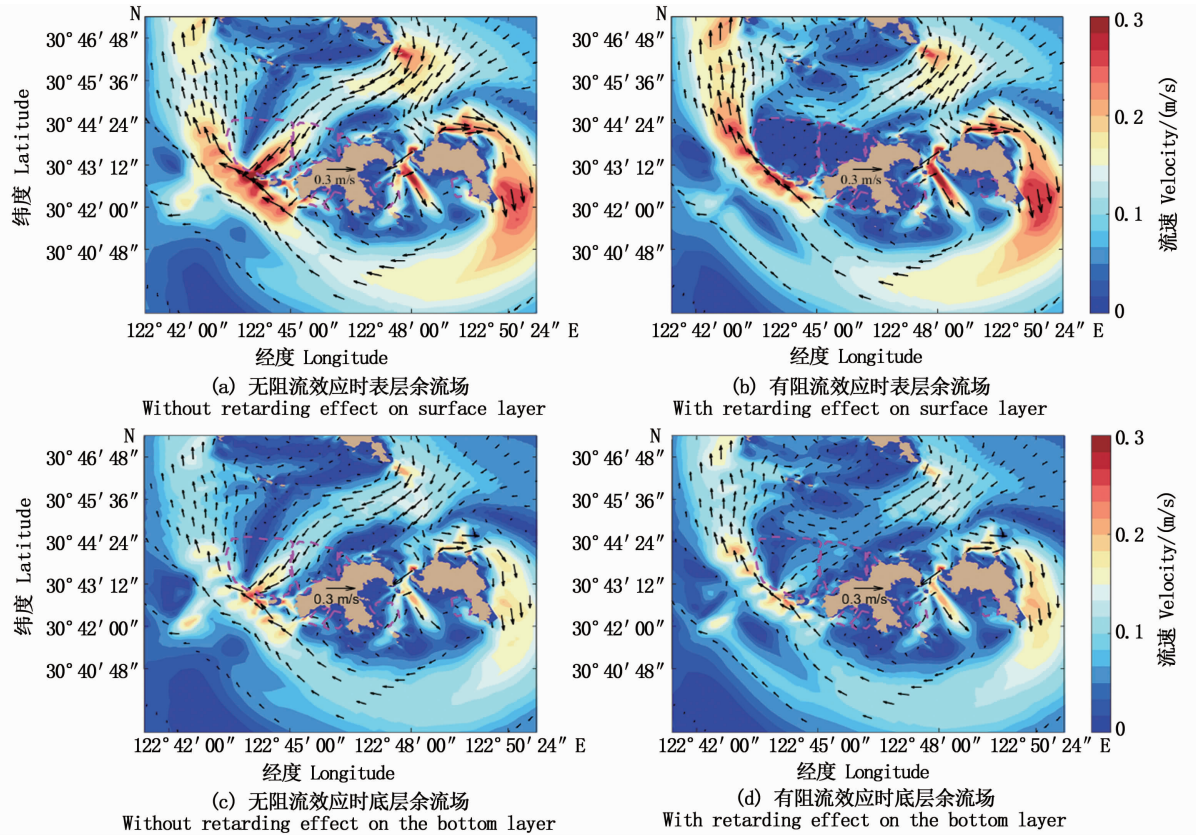 N
30° 46′ 48″
30° 45′ 36″
30° 44′ 24″
30° 43′ 12″
30° 42′ 00″
30° 40′ 48″
纬度 Latitude
0.3 m/s
122° 42′ 00″ 122° 45′ 00″ 122° 48′ 00″ 122° 50′ 24″ E
经度 Longitude
(a) 无阻流效应时表层余流场
Without retarding effect on surface layer
N
30° 46′ 48″
30° 45′ 36″
30° 44′ 24″
30° 43′ 12″
30° 42′ 00″
30° 40′ 48″
0.3 m/s
122° 42′ 00″ 122° 45′ 00″ 122° 48′ 00″ 122° 50′ 24″ E
经度 Longitude
(b) 有阻流效应时表层余流场
With retarding effect on surface layer
0.3
0.2
0.1
0
流速 Velocity/(m/s)
N
30° 46′ 48″
30° 45′ 36″
30° 44′ 24″
30° 43′ 12″
30° 42′ 00″
30° 40′ 48″
纬度 Latitude
0.3 m/s
122° 42′ 00″ 122° 45′ 00″ 122° 48′ 00″ 122° 50′ 24″ E
经度 Longitude
(c) 无阻流效应时底层余流场
Without retarding effect on the bottom layer
N
30° 46′ 48″
30° 45′ 36″
30° 44′ 24″
30° 43′ 12″
30° 42′ 00″
30° 40′ 48″
0.3 m/s
122° 42′ 00″ 122° 45′ 00″ 122° 48′ 00″ 122° 50′ 24″ E
经度 Longitude
(d) 有阻流效应时底层余流场
With retarding effect on the bottom layer
0.3
0.2
0.1
0
流速 Velocity/(m/s)